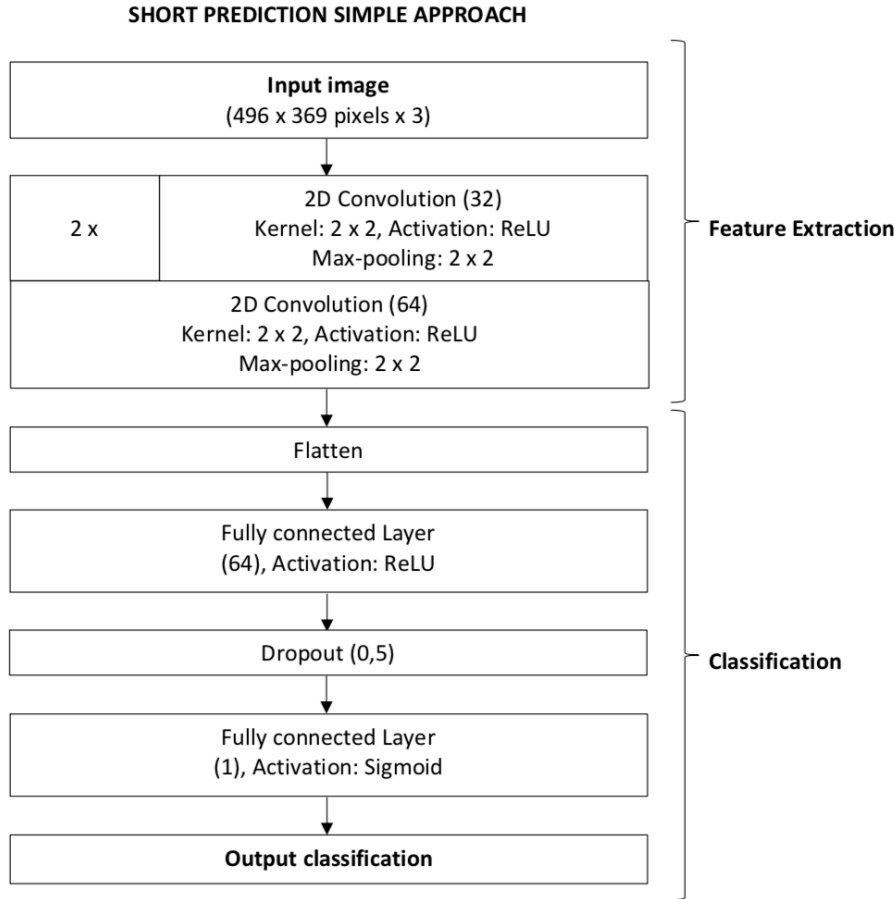 SHORT PREDICTION SIMPLE APPROACH
Input image
(496 x 369 pixels x 3)
2 x
2D Convolution (32)
Kernel: 2 x 2, Activation: ReLU
Max-pooling: 2 x 2
2D Convolution (64)
Kernel: 2 x 2, Activation: ReLU
Max-pooling: 2 x 2
Feature Extraction
Flatten
Fully connected Layer
(64), Activation: ReLU
Dropout (0,5)
Fully connected Layer
(1), Activation: Sigmoid
Output classification
Classification